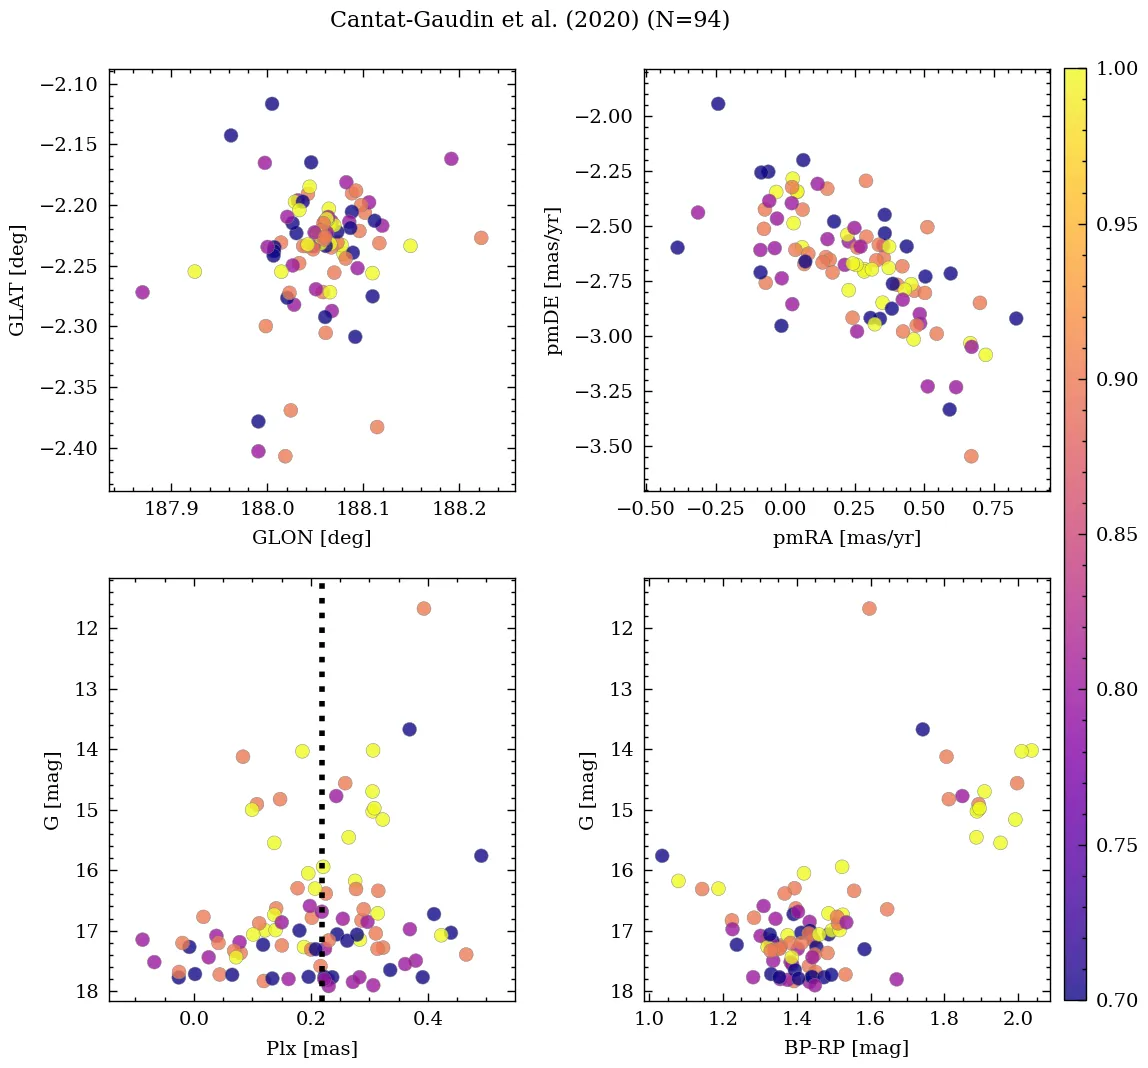 Cantat-Gaudin et al. (2020) (N=94)
−2.10
−2.15
−2.20
−2.25
−2.30
−2.35
−2.40
GLAT [deg]
187.9 188.0 188.1 188.2
GLON [deg]
−2.00
−2.25
−2.50
−2.75
−3.00
−3.25
−3.50
pmDE [mas/yr]
−0.50 −0.25 0.00 0.25 0.50 0.75
pmRA [mas/yr]
12
13
14
15
16
17
18
G [mag]
0.0 0.2 0.4
Plx [mas]
12
13
14
15
16
17
18
G [mag]
1.0 1.2 1.4 1.6 1.8 2.0
BP-RP [mag]
1.00
0.95
0.90
0.85
0.80
0.75
0.70